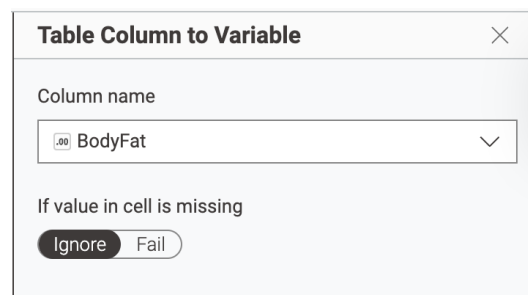 Table Column to Variable
Column name
.00 BodyFat
If value in cell is missing
Ignore Fail